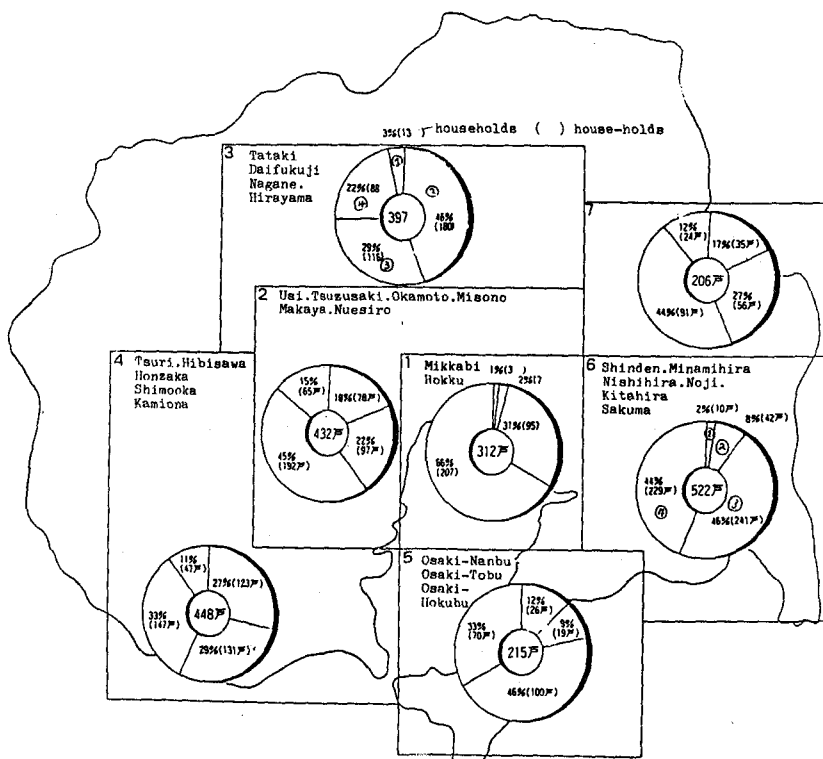 3%(13 households ( ) house-holds
3 Tataki
Daifukuji
Nagane.
Hirayama
①
②
22%(88
④
397
46%
(180)
29%
(116)
③
7
12%
(24戸)
17%(35戸)
206戸
44%(91戸)
27%
(56戸)
2 Usi.Tsuzusaki.Okamoto.Misono
Makaya.Nuesiro
15%
(65戸)
18%(78戸)
432戸
45%
(192戸)
22%
(97戸)
4 Tsuri.Hibisawa
Honzaka
Shimooka
Kamiona
11%
(47戸)
27%(123戸)
33%
(147戸)
448戸
29%(131戸)
1 Mikkabi
Hokku
1%(3 )
2%(7
31%(95)
312戸
66%
(207)
6 Shinden.Minamihira
Nishihira.Noji.
Kitahira
Sakuma
2%(10戸)
8%(42戸)
②
44%
(229戸)
522戸
③
46%(241戸)
5 Osaki-Nanbu
Osaki-Tobu
Osaki-
Hokubu
12%
(26戸)
33%
(70戸)
9%
(19戸)
215戸
46%(100戸)